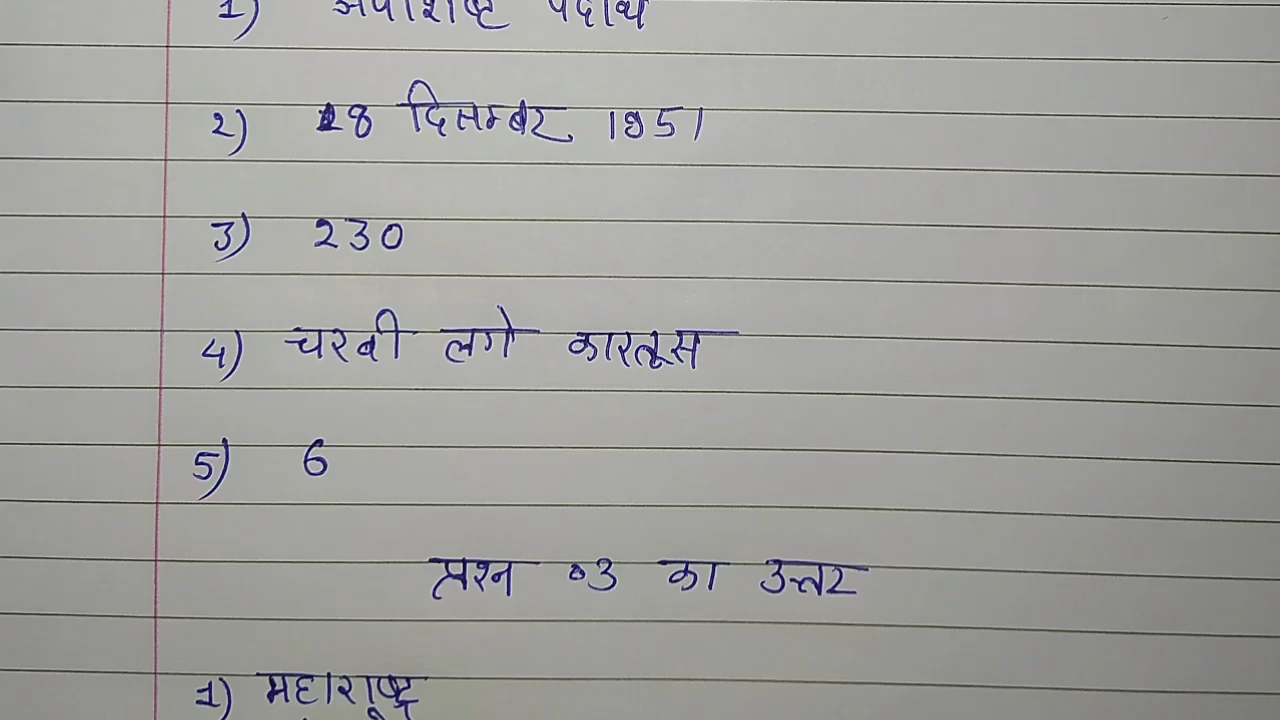 1) अपशिष्ट पदार्थ
2) 28 दिसम्बर 1951
3) 230
4) चरबी लगे कारतूस
5) 6
प्रश्न 03 का उत्तर
1) महाराष्ट्र